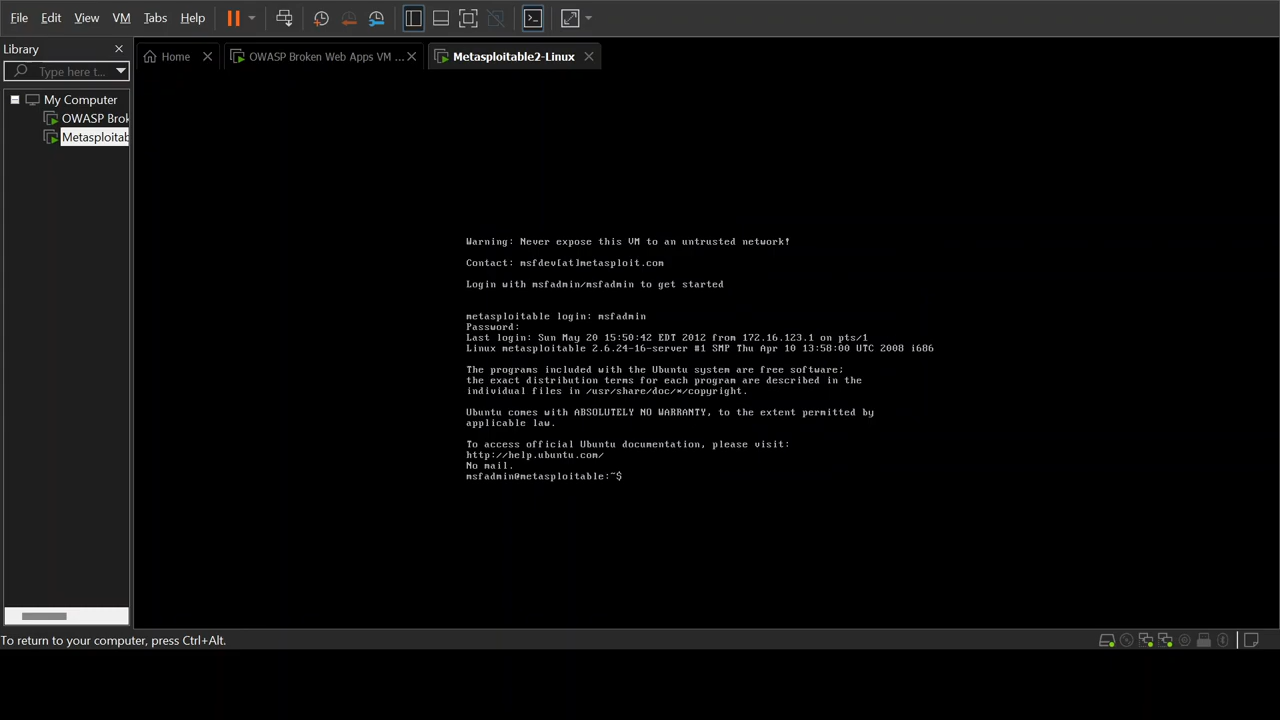 File Edit View VM Tabs Help
Library
Type here t...
Home
OWASP Broken Web Apps VM ...
Metasploitable2-Linux
My Computer
OWASP Brok
Metasploitab
Warning: Never expose this VM to an untrusted network!
Contact: msfdev[at]metasploit.com
Login with msfadmin/msfadmin to get started
metasploitable login: msfadmin
Password:
Last login: Sun May 20 15:50:42 EDT 2012 from 172.16.123.1 on pts/1
Linux metasploitable 2.6.24-16-server #1 SMP Thu Apr 10 13:58:00 UTC 2008 i686
The programs included with the Ubuntu system are free software;
the exact distribution terms for each program are described in the
individual files in /usr/share/doc/*/copyright.
Ubuntu comes with ABSOLUTELY NO WARRANTY, to the extent permitted by
applicable law.
To access official Ubuntu documentation, please visit:
http://help.ubuntu.com/
No mail.
msfadmin@metasploitable:~$
To return to your computer, press Ctrl+Alt.